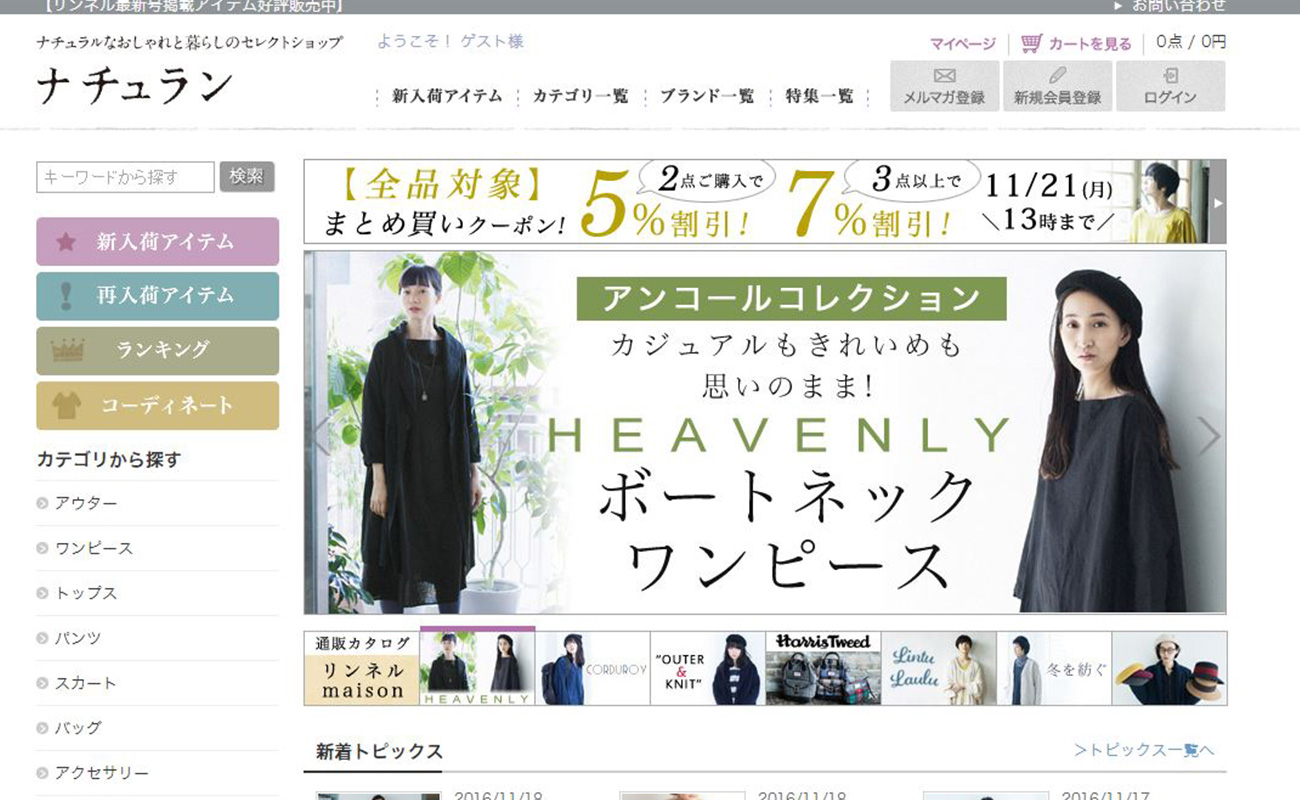 【リンネル最新号掲載アイテム好評販売中】
お問い合わせ
ナチュラルなおしゃれと暮らしのセレクトショップ
ようこそ! ゲスト様
マイページ
カートを見る
0点 / 0円
ナチュラン
新入荷アイテム
カテゴリ一覧
ブランド一覧
特集一覧
メルマガ登録
新規会員登録
ログイン
キーワードから探す
検索
【全品対象】
まとめ買いクーポン!
2点ご購入で
5%割引!
3点以上で
7%割引!
11/21(月)
\13時まで/
新入荷アイテム
再入荷アイテム
ランキング
コーディネート
アンコールコレクション
カジュアルもきれいめも
思いのまま!
HEAVENLY
ボートネック
ワンピース
カテゴリから探す
アウター
ワンピース
トップス
パンツ
スカート
バッグ
アクセサリー
通販カタログ
リンネル
maison
HEAVENLY
CORDUROY
"OUTER
&
KNIT"
HarrisTweed
Lintu
Laulu
冬を紡ぐ
新着トピックス
>トピックス一覧へ
2016/11/18
2016/11/18
2016/11/17